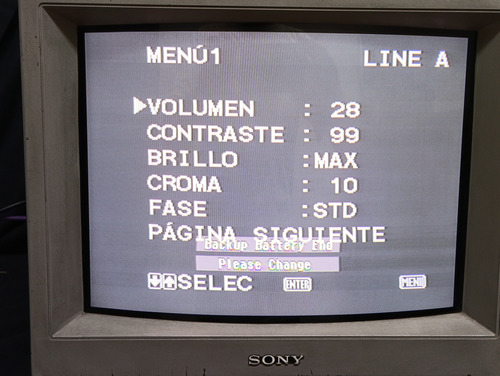 MENÚ1 LINE A
▶VOLUMEN : 28
CONTRASTE : 99
BRILLO :MAX
CROMA : 10
FASE :STD
PÁGINA SIGUIENTE
Backup Battery End
Please Change
SELEC ENTER MENU
SONY